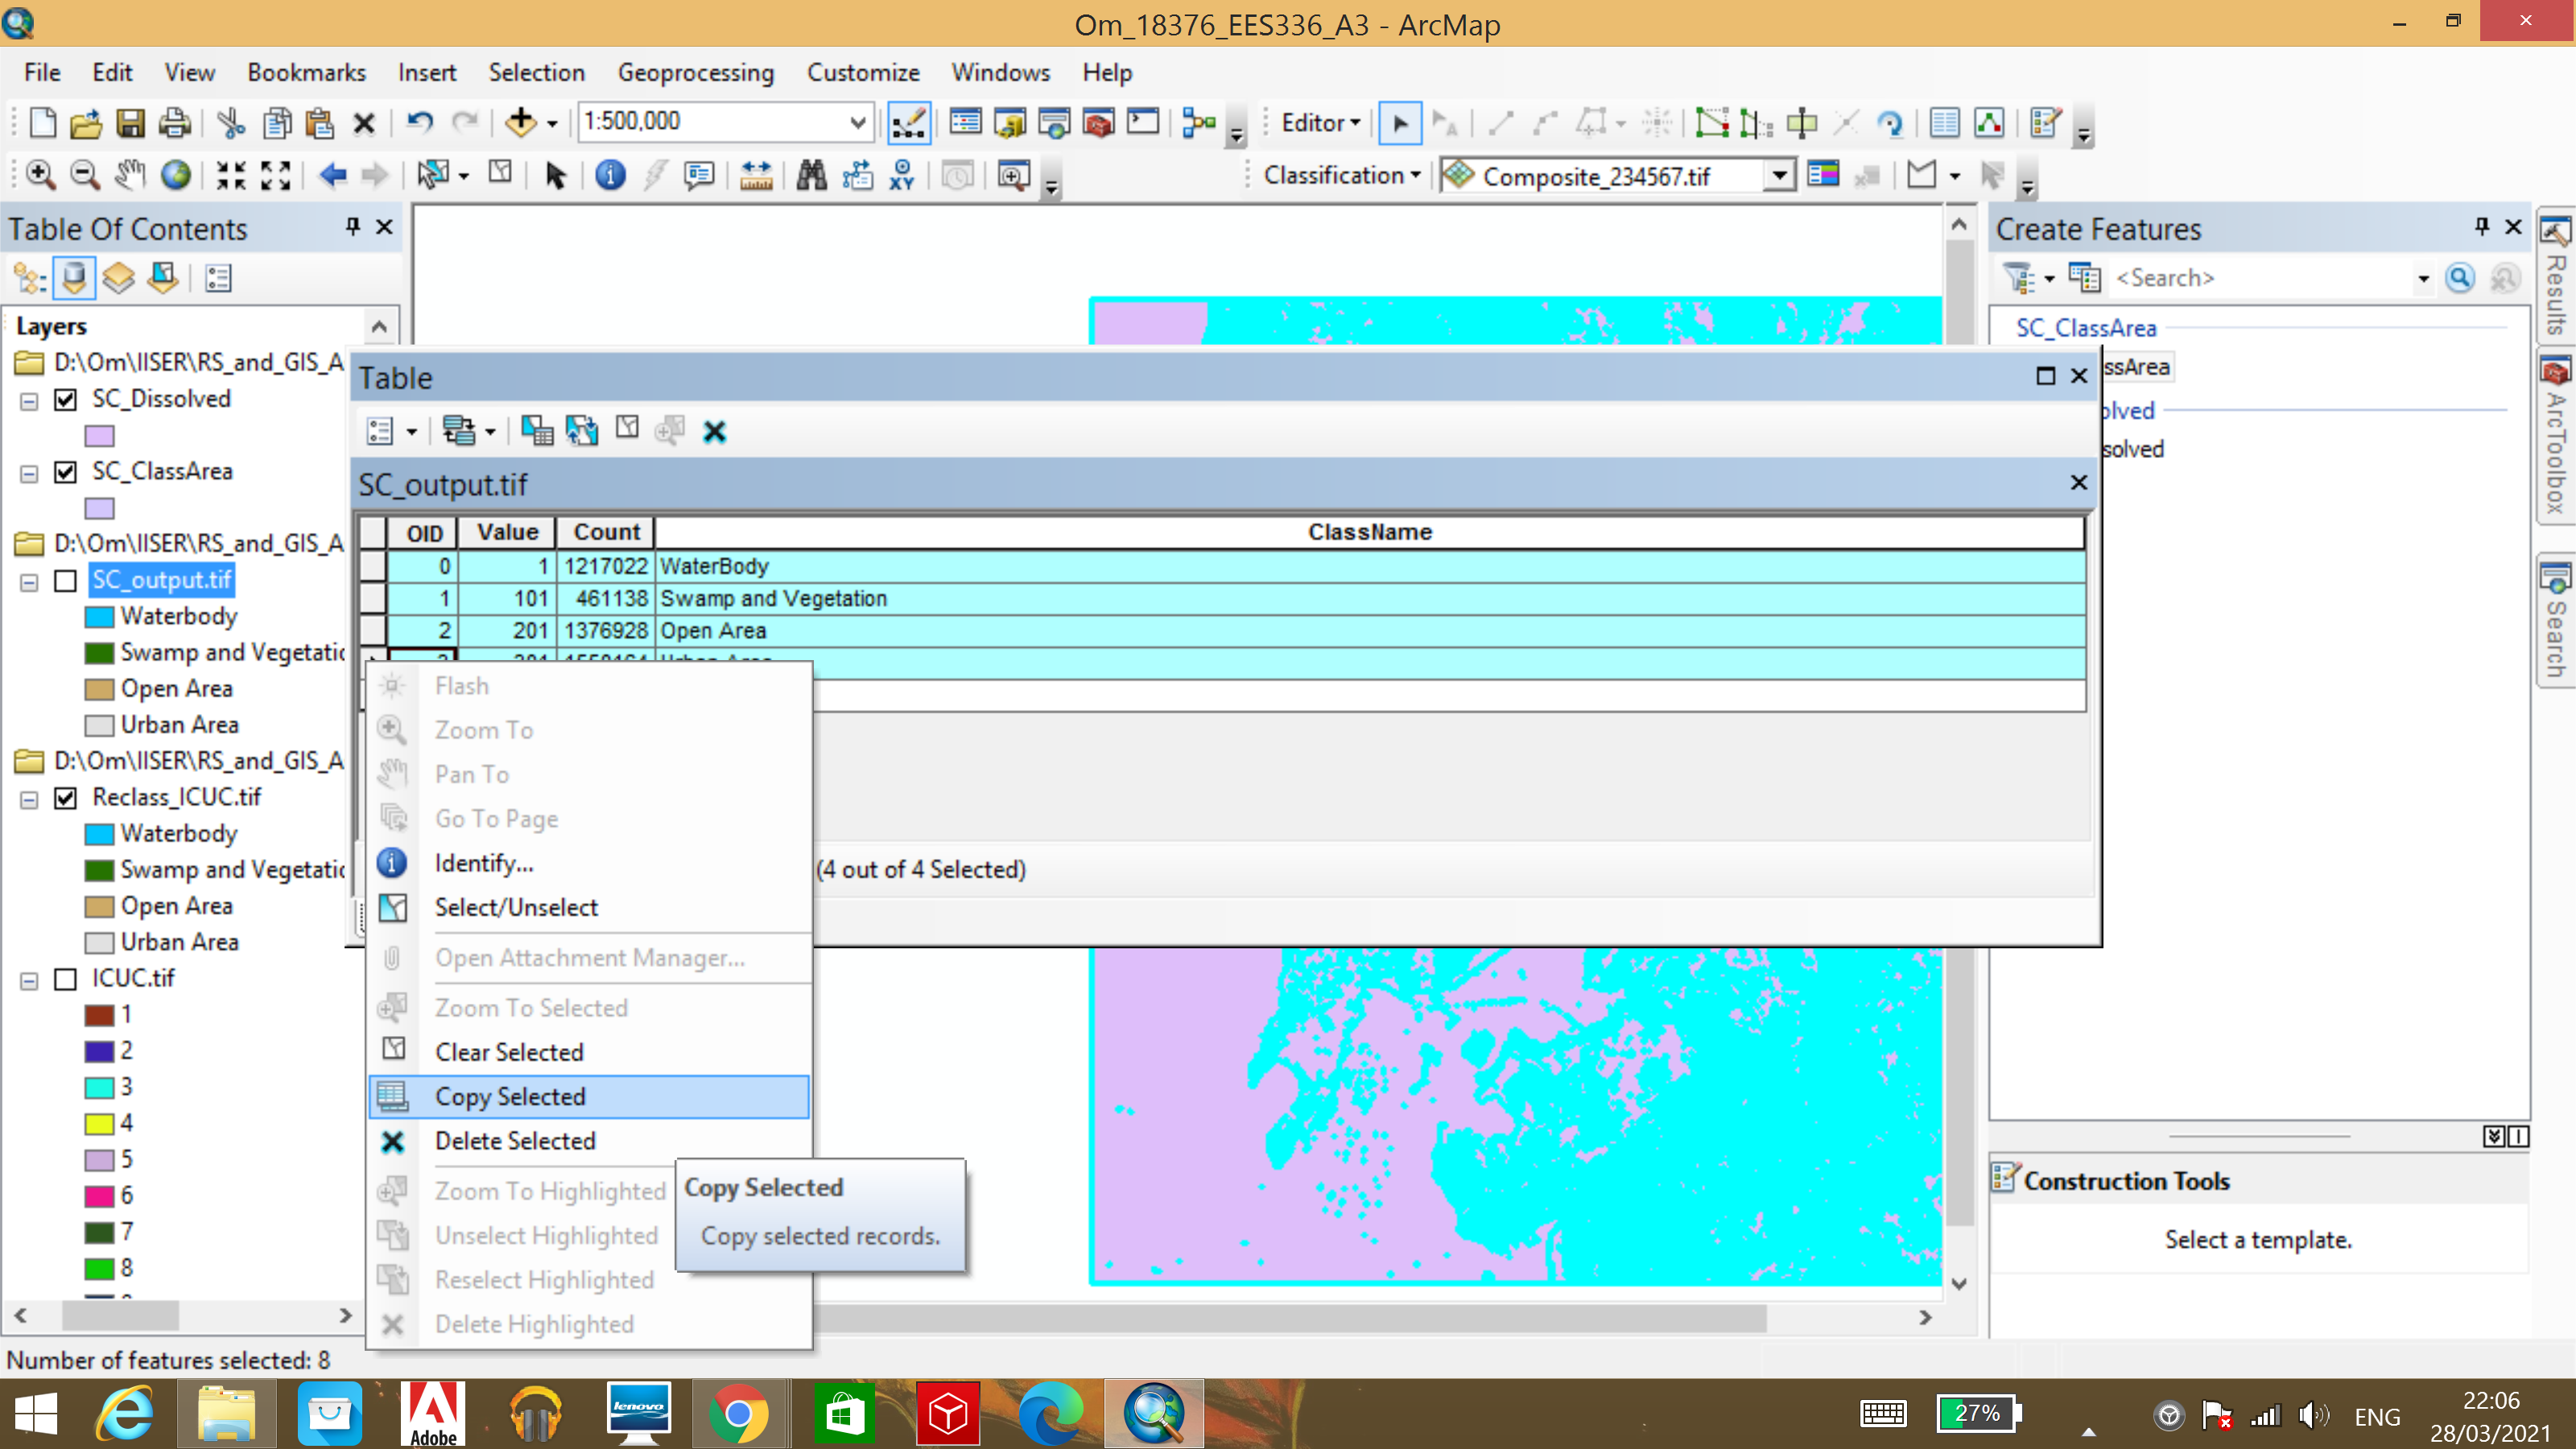 Om_18376_EES336_A3 - ArcMap
File Edit View Bookmarks Insert Selection Geoprocessing Customize Windows Help
1:500,000
Editor
XY
Classification
Composite_234567.tif
Table Of Contents
Layers
D:\Om\IISER\RS_and_GIS_A
SC_Dissolved
SC_ClassArea
D:\Om\IISER\RS_and_GIS_A
SC_output.tif
Waterbody
Swamp and Vegetatic
Open Area
Urban Area
D:\Om\IISER\RS_and_GIS_A
Reclass_ICUC.tif
Waterbody
Swamp and Vegetatic
Open Area
Urban Area
ICUC.tif
1
2
3
4
5
6
7
8
Table
SC_output.tif
OID Value Count ClassName
0 1 1217022 WaterBody
1 101 461138 Swamp and Vegetation
2 201 1376928 Open Area
(4 out of 4 Selected)
Flash
Zoom To
Pan To
Go To Page
Identify...
Select/Unselect
Open Attachment Manager...
Zoom To Selected
Clear Selected
Copy Selected
Delete Selected
Zoom To Highlighted
Unselect Highlighted
Reselect Highlighted
Delete Highlighted
Copy Selected
Copy selected records.
Create Features
<Search>
SC_ClassArea
ssArea
olved
solved
Construction Tools
Select a template.
Results
ArcToolbox
Search
Number of features selected: 8
Adobe
lenovo
27%
ENG
22:06
28/03/2021